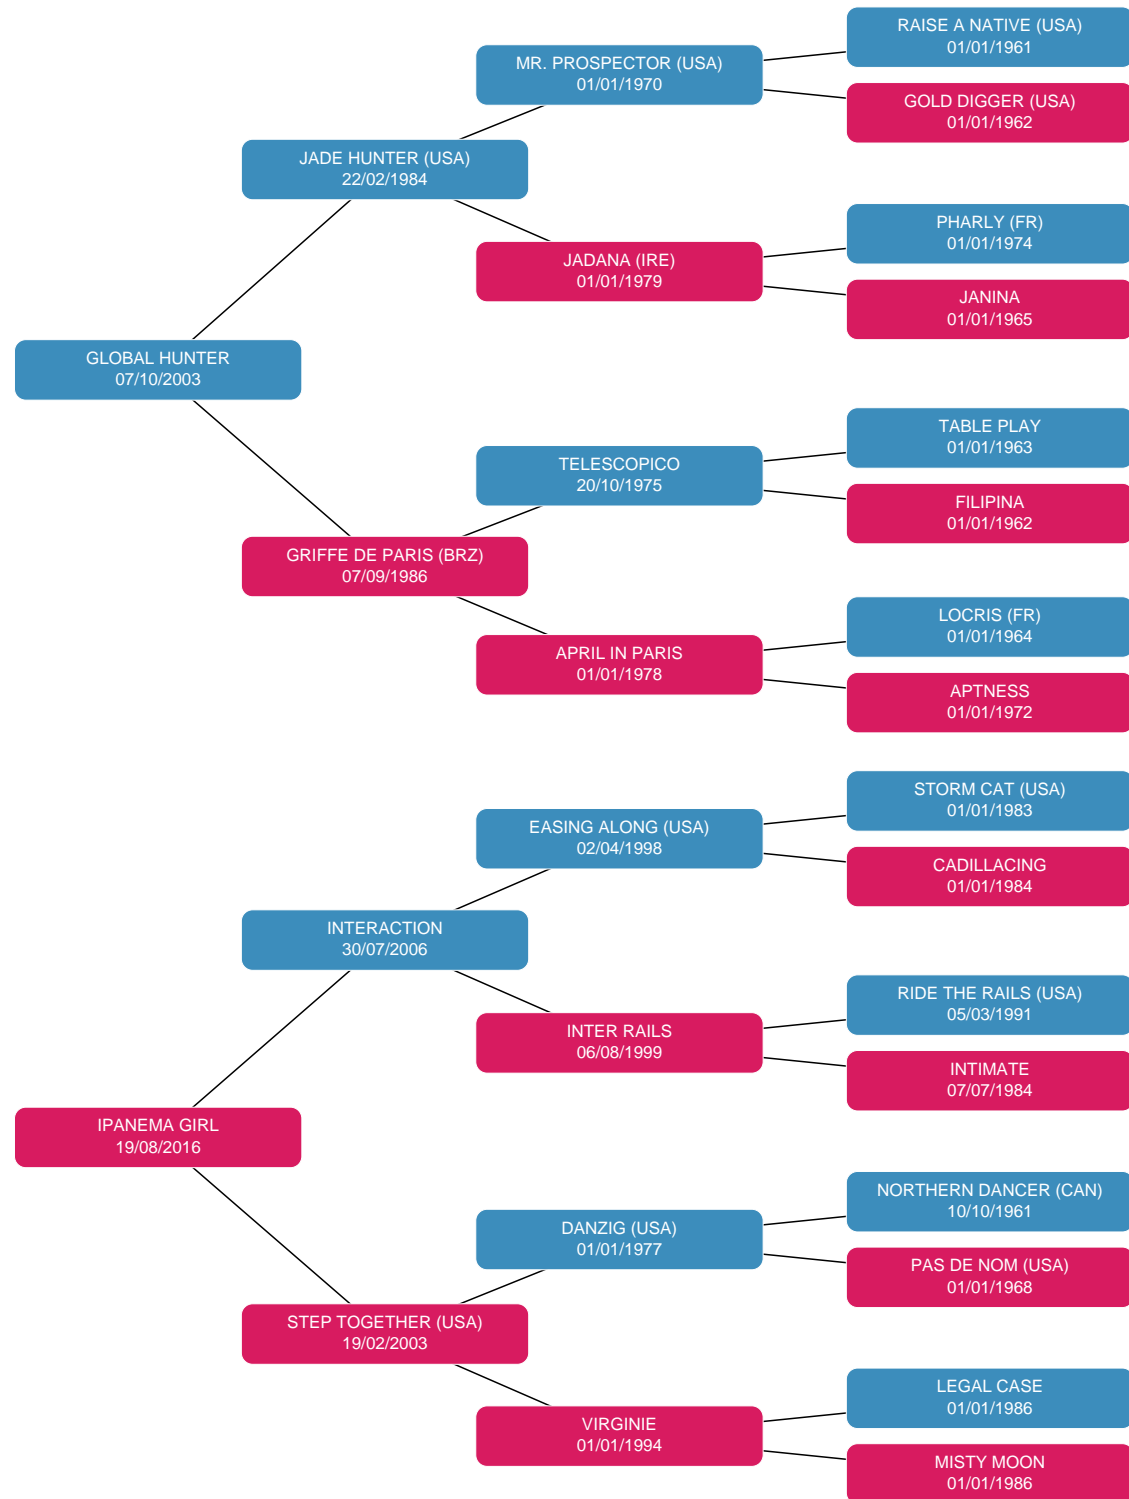 RAISE A NATIVE (USA)
01/01/1961
MR. PROSPECTOR (USA)
01/01/1970
GOLD DIGGER (USA)
01/01/1962
JADE HUNTER (USA)
22/02/1984
PHARLY (FR)
01/01/1974
JADANA (IRE)
01/01/1979
JANINA
01/01/1965
GLOBAL HUNTER
07/10/2003
TABLE PLAY
01/01/1963
TELESCOPICO
20/10/1975
FILIPINA
01/01/1962
GRIFFE DE PARIS (BRZ)
07/09/1986
LOCRIS (FR)
01/01/1964
APRIL IN PARIS
01/01/1978
APTNESS
01/01/1972
STORM CAT (USA)
01/01/1983
EASING ALONG (USA)
02/04/1998
CADILLACING
01/01/1984
INTERACTION
30/07/2006
RIDE THE RAILS (USA)
05/03/1991
INTER RAILS
06/08/1999
INTIMATE
07/07/1984
IPANEMA GIRL
19/08/2016
NORTHERN DANCER (CAN)
10/10/1961
DANZIG (USA)
01/01/1977
PAS DE NOM (USA)
01/01/1968
STEP TOGETHER (USA)
19/02/2003
LEGAL CASE
01/01/1986
VIRGINIE
01/01/1994
MISTY MOON
01/01/1986